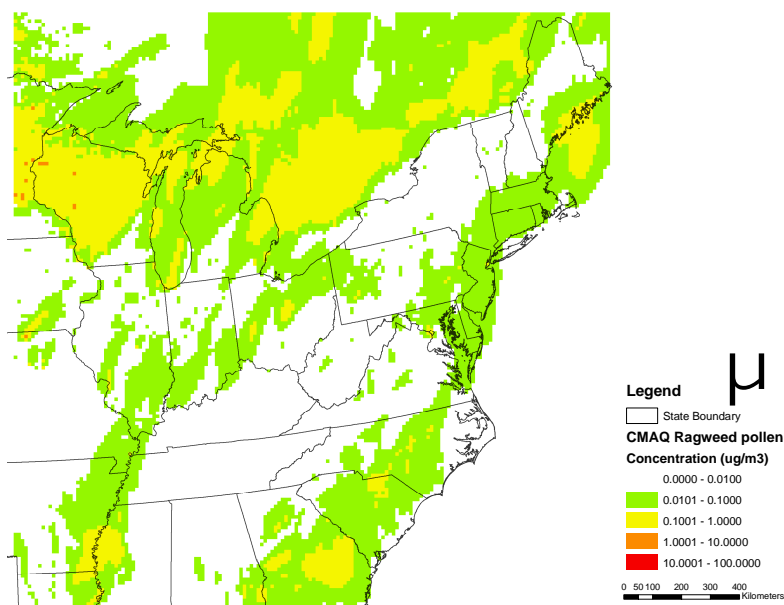 μ
Legend
State Boundary
CMAQ Ragweed pollen
Concentration (ug/m3)
0.0000 - 0.0100
0.0101 - 0.1000
0.1001 - 1.0000
1.0001 - 10.0000
10.0001 - 100.0000
0 50 100 200 300 400
Kilometers